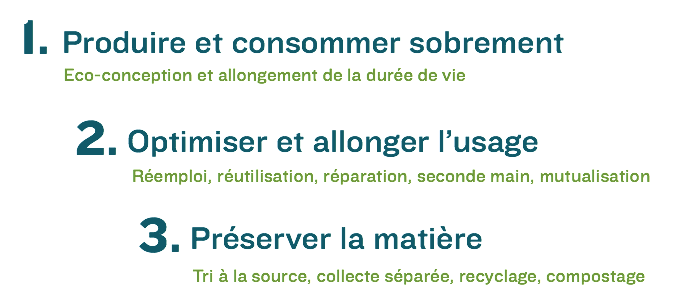 1. Produire et consommer sobrement
Eco-conception et allongement de la durée de vie
2. Optimiser et allonger l'usage
Réemploi, réutilisation, réparation, seconde main, mutualisation
3. Préserver la matière
Tri à la source, collecte séparée, recyclage, compostage